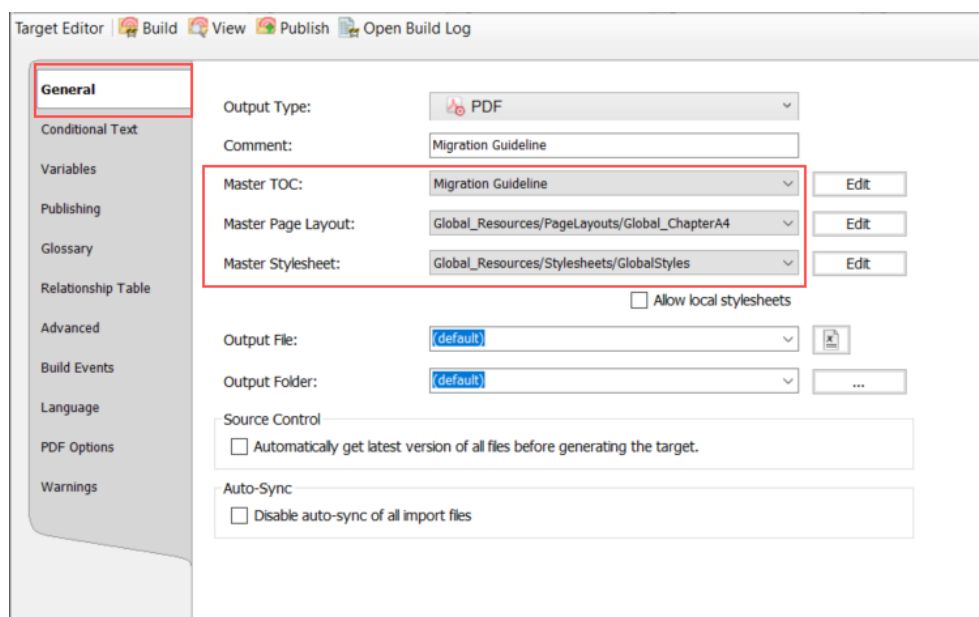 Target Editor Build View Publish Open Build Log
General
Conditional Text
Variables
Publishing
Glossary
Relationship Table
Advanced
Build Events
Language
PDF Options
Warnings
Output Type: PDF
Comment: Migration Guideline
Master TOC: Migration Guideline Edit
Master Page Layout: Global_Resources/PageLayouts/Global_ChapterA4 Edit
Master Stylesheet: Global_Resources/Stylesheets/GlobalStyles Edit
Allow local stylesheets
Output File: (default)
Output Folder: (default) ...
Source Control
Automatically get latest version of all files before generating the target.
Auto-Sync
Disable auto-sync of all import files